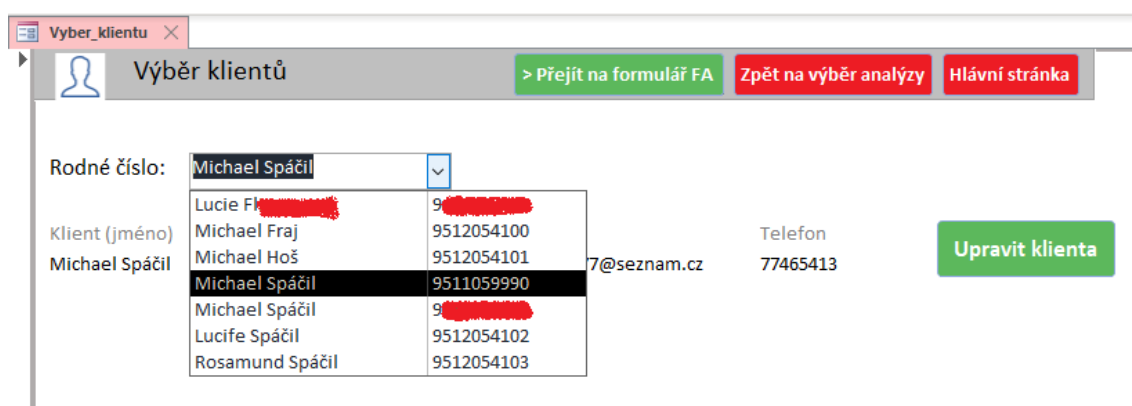 Vyber_klientu
Výběr klientů
> Přejít na formulář FA
Zpět na výběr analýzy
Hlávní stránka
Rodné číslo:
Michael Spáčil
Lucie
Michael Fraj 9512054100
Michael Hoš 9512054101
Michael Spáčil 9511059990
Michael Spáčil
Lucife Spáčil 9512054102
Rosamund Spáčil 9512054103
Klient (jméno)
Michael Spáčil
7@seznam.cz
Telefon
77465413
Upravit klienta